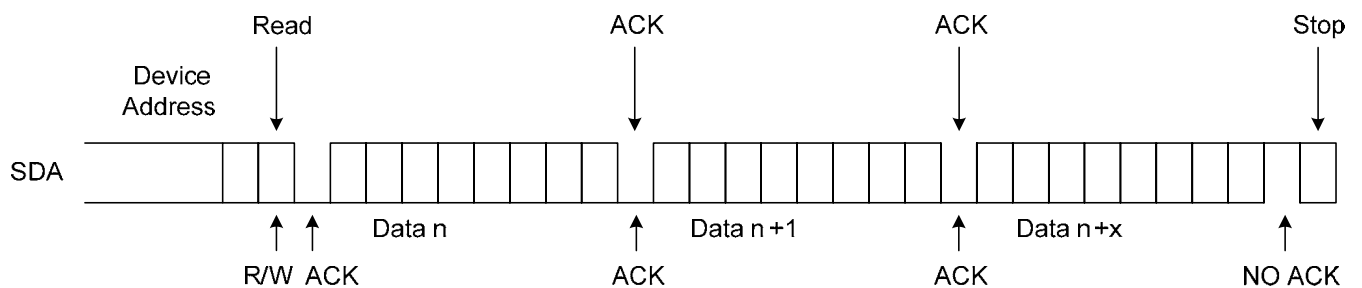 Read
ACK
ACK
Stop
Device
Address
SDA
Data n
Data n+1
Data n+x
R/W
ACK
ACK
ACK
NO ACK